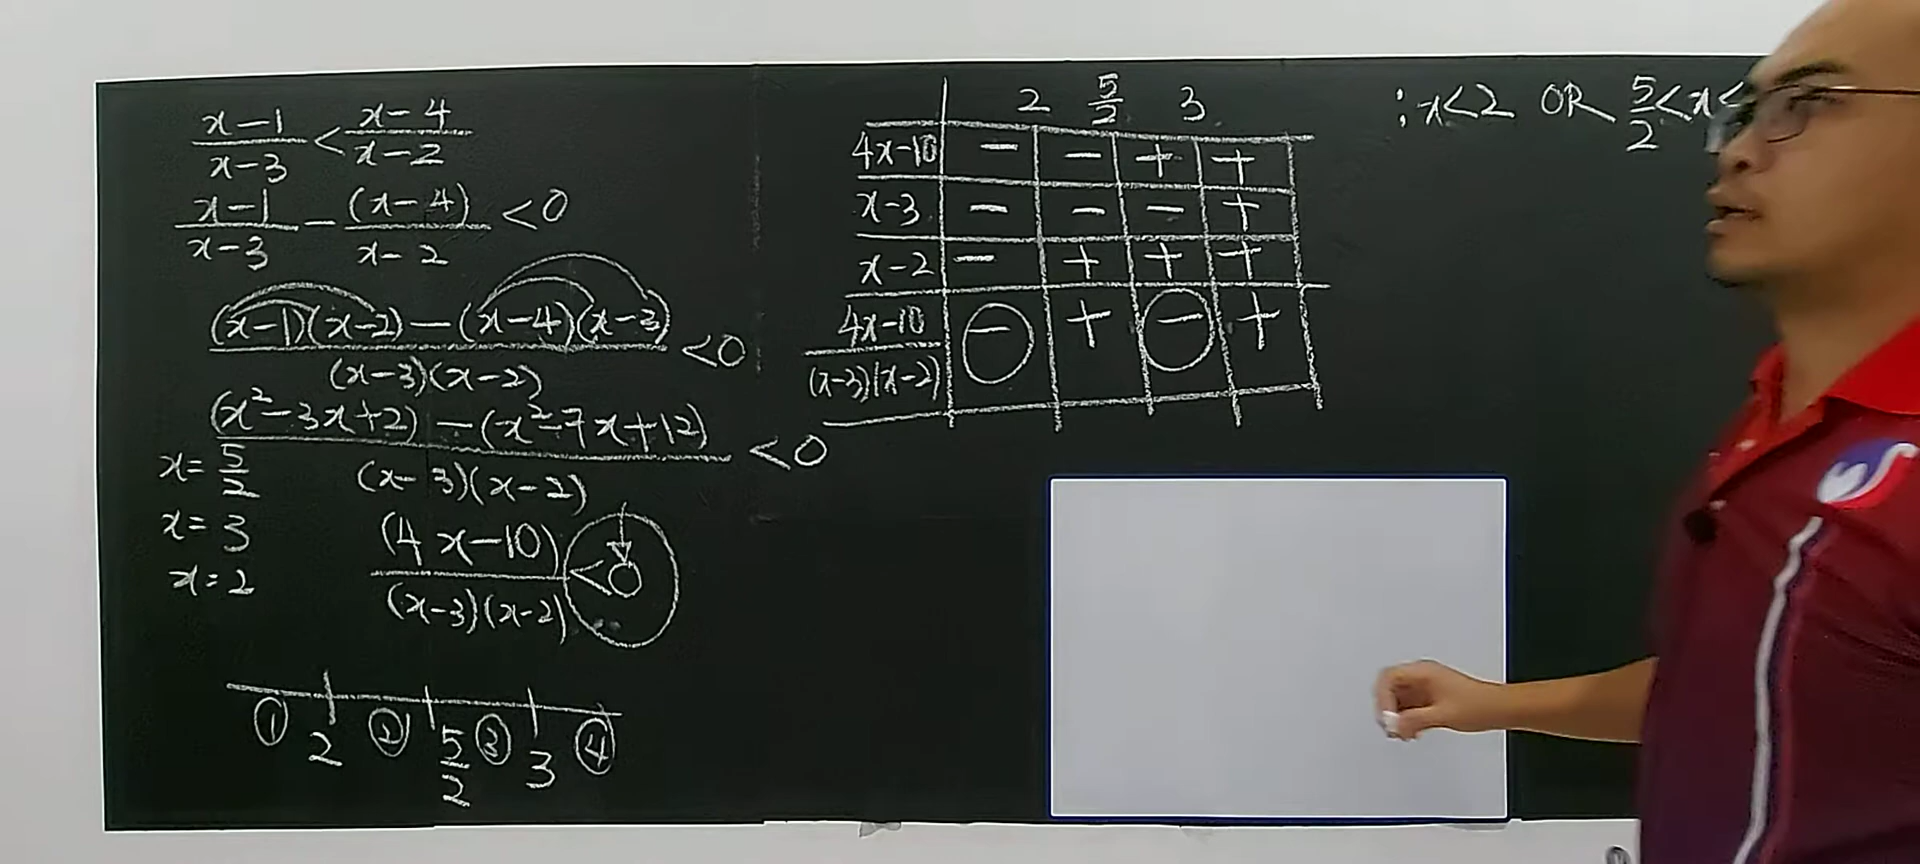 x-1/x-3 < x-4/x-2
x-1/x-3 - (x-4)/x-2 < 0
(x-1)(x-2) - (x-4)(x-3)/(x-3)(x-2) < 0
(x²-3x+2) - (x²-7x+12)/(x-3)(x-2) < 0
x = 5/2
x = 3
x = 2
(4x-10)/(x-3)(x-2) < 0
① 2 ② 5/2 ③ 3 ④
2 5/2 3
4x-10 - - + +
x-3 - - - +
x-2 - + + +
4x-10/(x-3)(x-2) - + - +
: x<2 OR 5/2<x<